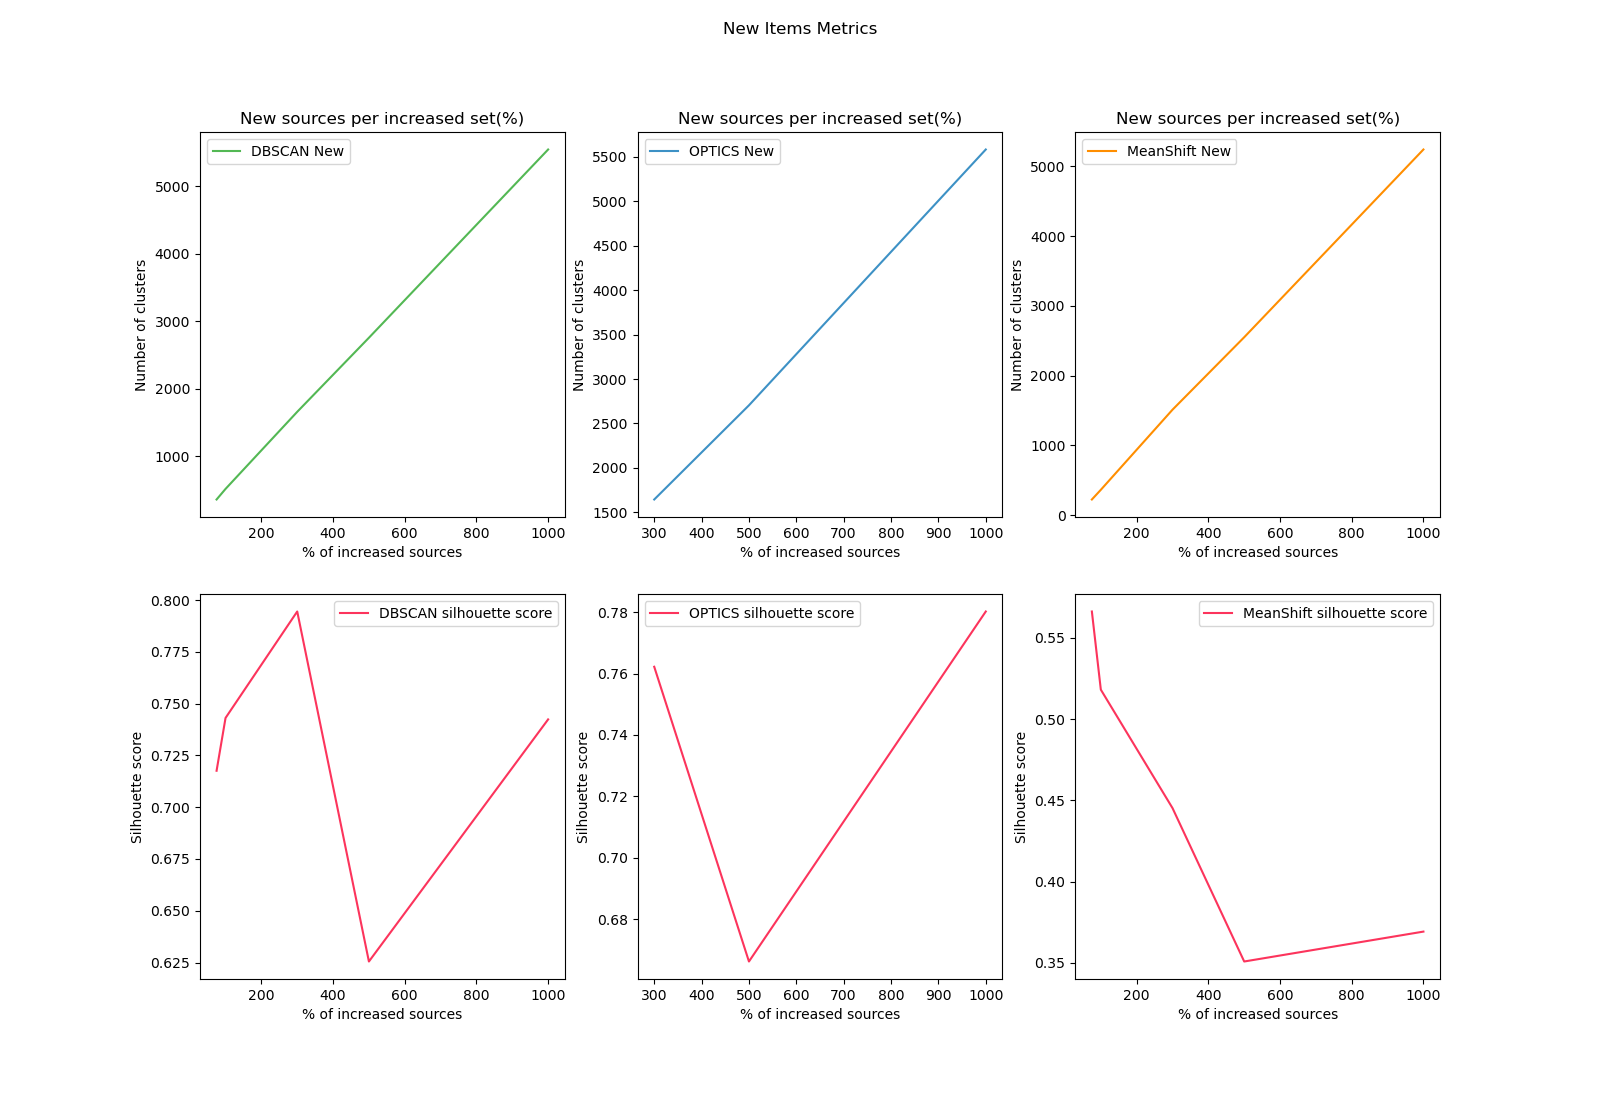 New Items Metrics
New sources per increased set(%)
DBSCAN New
Number of clusters
5000
4000
3000
2000
1000
200 400 600 800 1000
% of increased sources
New sources per increased set(%)
OPTICS New
Number of clusters
5500
5000
4500
4000
3500
3000
2500
2000
1500
300 400 500 600 700 800 900 1000
% of increased sources
New sources per increased set(%)
MeanShift New
Number of clusters
5000
4000
3000
2000
1000
0
200 400 600 800 1000
% of increased sources
DBSCAN silhouette score
Silhouette score
0.800
0.775
0.750
0.725
0.700
0.675
0.650
0.625
200 400 600 800 1000
% of increased sources
OPTICS silhouette score
Silhouette score
0.78
0.76
0.74
0.72
0.70
0.68
300 400 500 600 700 800 900 1000
% of increased sources
MeanShift silhouette score
Silhouette score
0.55
0.50
0.45
0.40
0.35
200 400 600 800 1000
% of increased sources